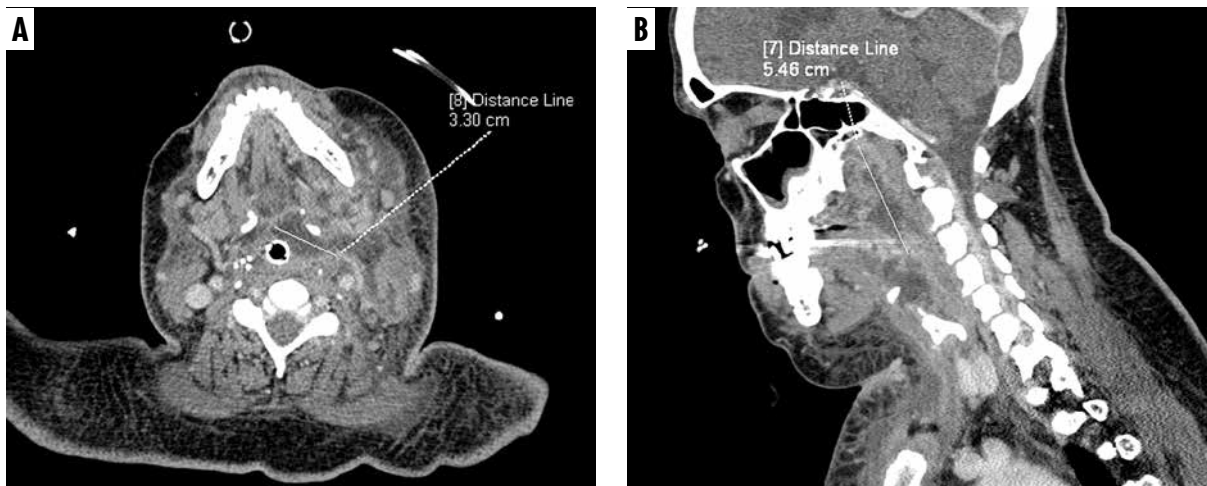 A
[8] Distance Line
3.30 cm
B
[7] Distance Line
5.46 cm